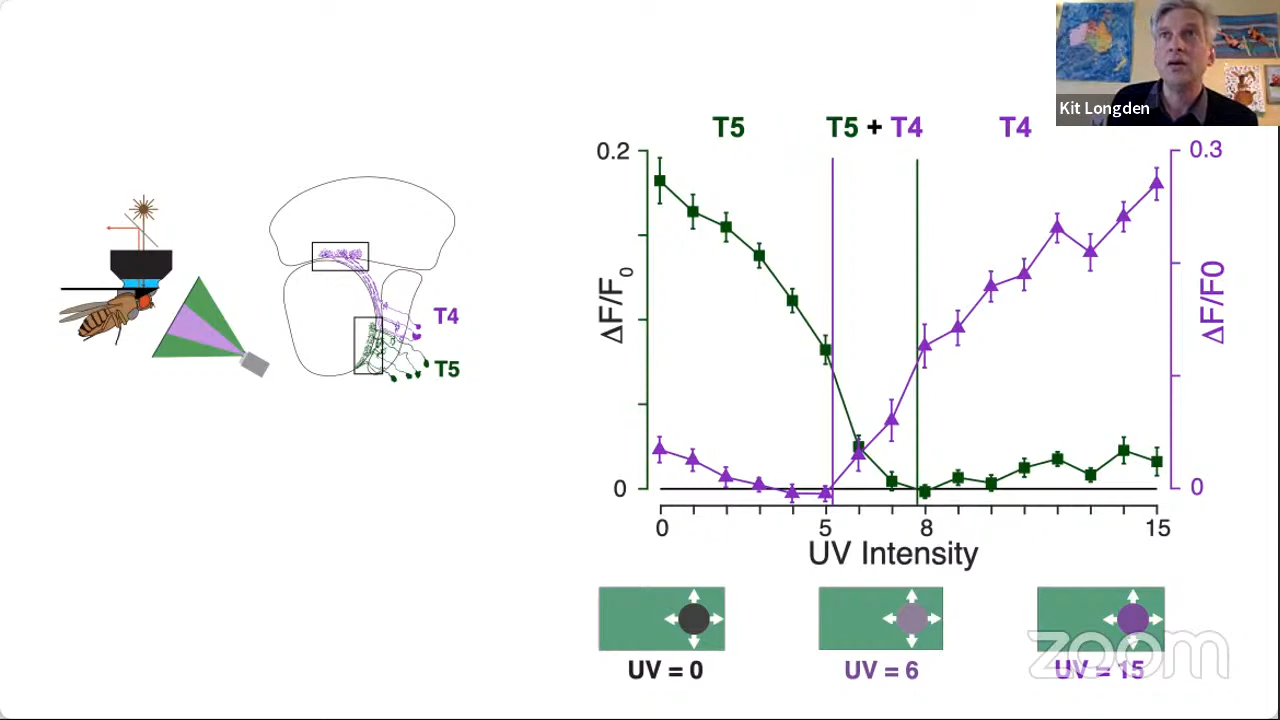 Kit Longden
T5
T5 + T4
T4
0.2
0.3
ΔF/F0
ΔF/F0
T4
T5
0
0
0
5
8
15
UV Intensity
UV = 0
UV = 6
UV = 15
zoom